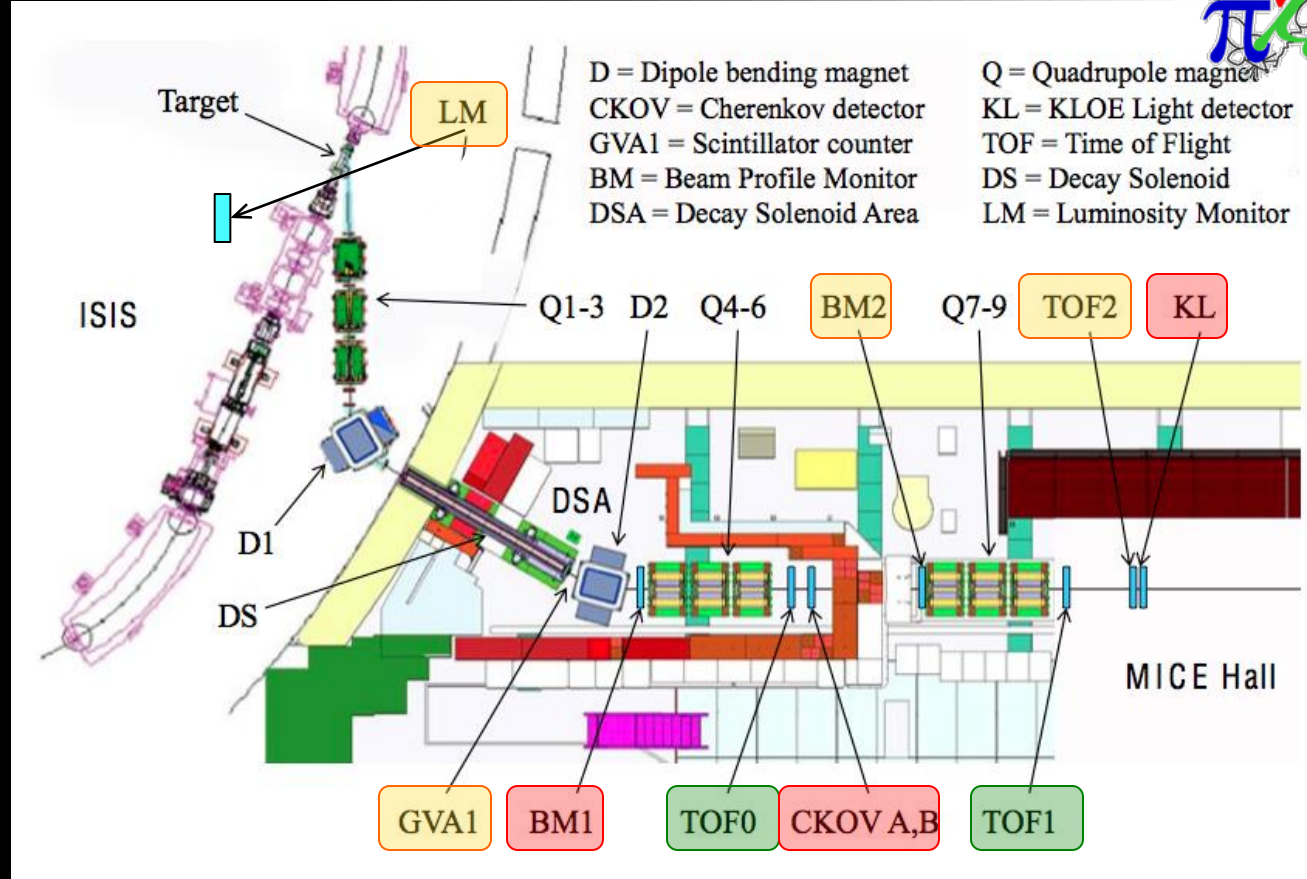 D = Dipole bending magnet
CKOV = Cherenkov detector
GVA1 = Scintillator counter
BM = Beam Profile Monitor
DSA = Decay Solenoid Area
Q = Quadrupole magnet
KL = KLOE Light detector
TOF = Time of Flight
DS = Decay Solenoid
LM = Luminosity Monitor
Target
LM
ISIS
Q1-3
D2
Q4-6
BM2
Q7-9
TOF2
KL
D1
DSA
DS
MICE Hall
GVA1
BM1
TOF0
CKOV A,B
TOF1